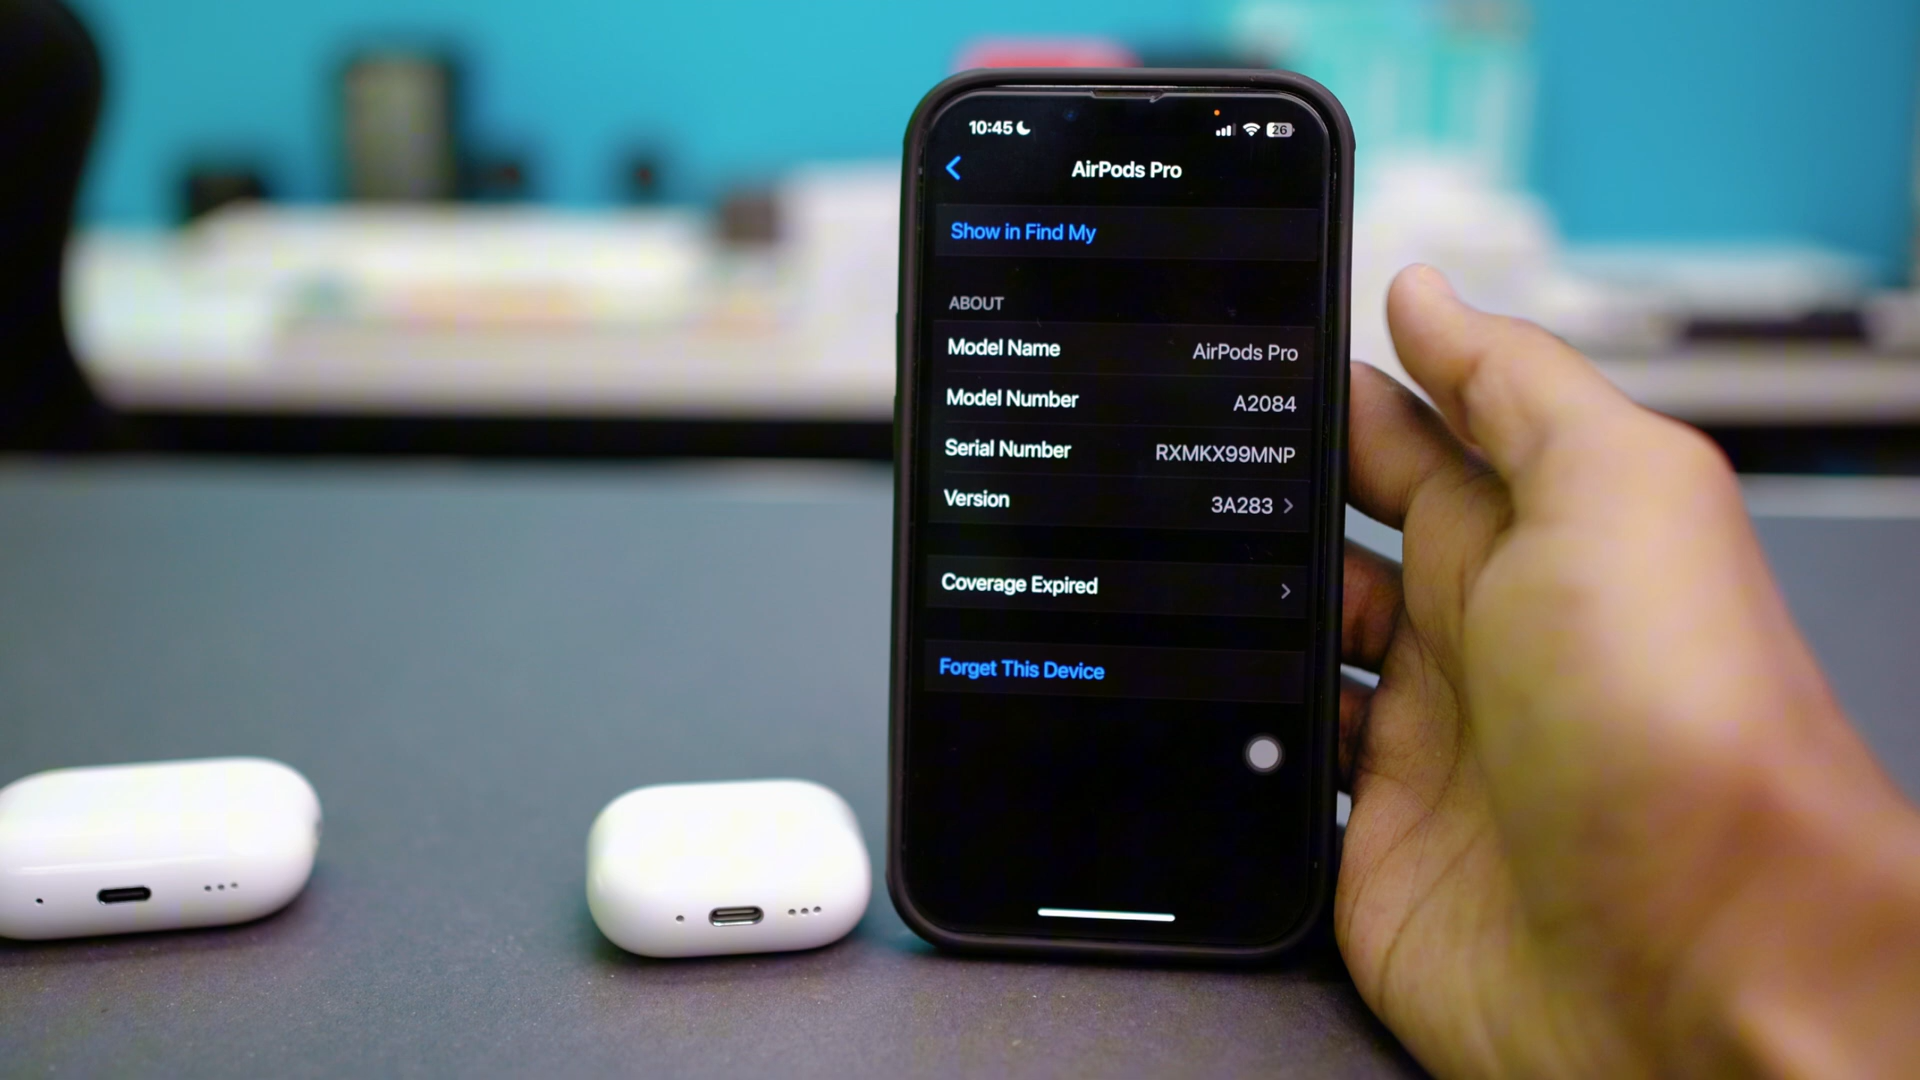 10:45
26
AirPods Pro
Show in Find My
ABOUT
Model Name AirPods Pro
Model Number A2084
Serial Number RXMKX99MNP
Version 3A283
Coverage Expired
Forget This Device